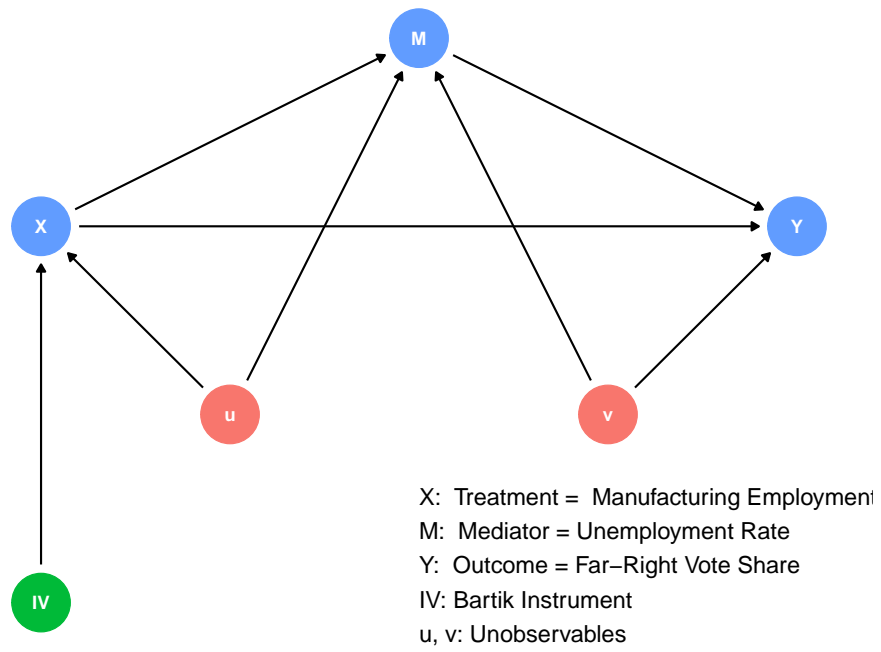 M
X
Y
u
v
X:  Treatment =  Manufacturing Employment
M:  Mediator = Unemployment Rate
Y:  Outcome = Far−Right Vote Share
IV
IV: Bartik Instrument
u, v: Unobservables